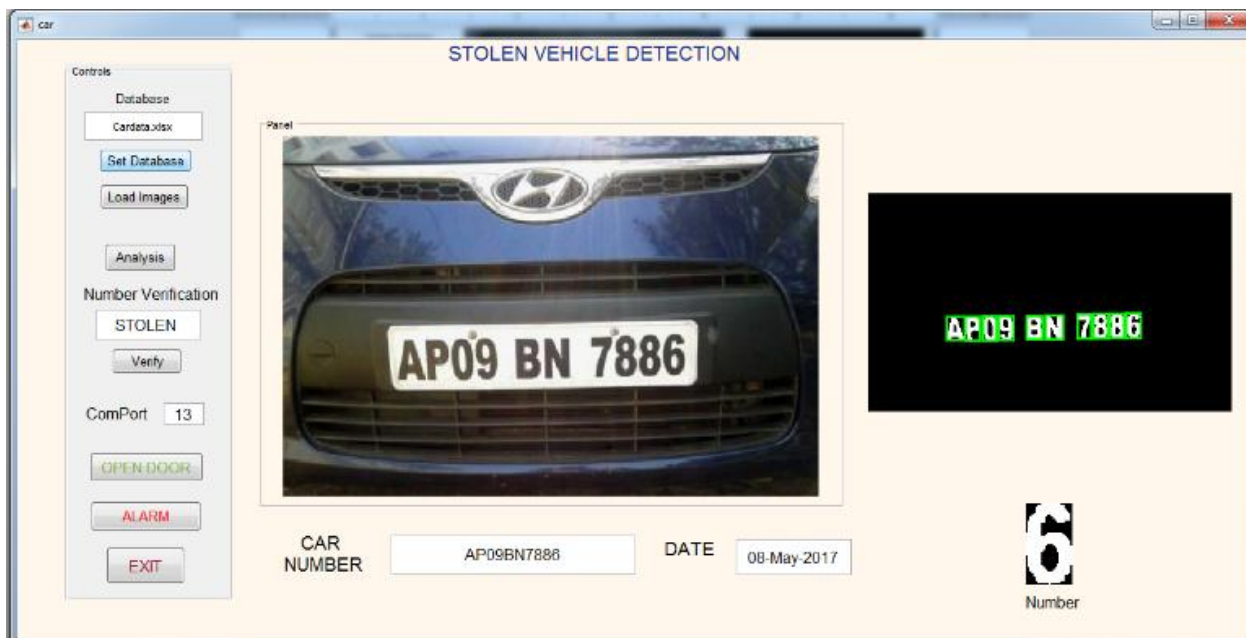 car
STOLEN VEHICLE DETECTION
Controls
Database
Cardata.xlsx
Set Database
Load Images
Analysis
Number Verification
STOLEN
Verify
ComPort 13
OPEN DOOR
ALARM
EXIT
Panel
AP09 BN 7886
AP09 BN 7886
CAR NUMBER
AP09BN7886
DATE
08-May-2017
6
Number